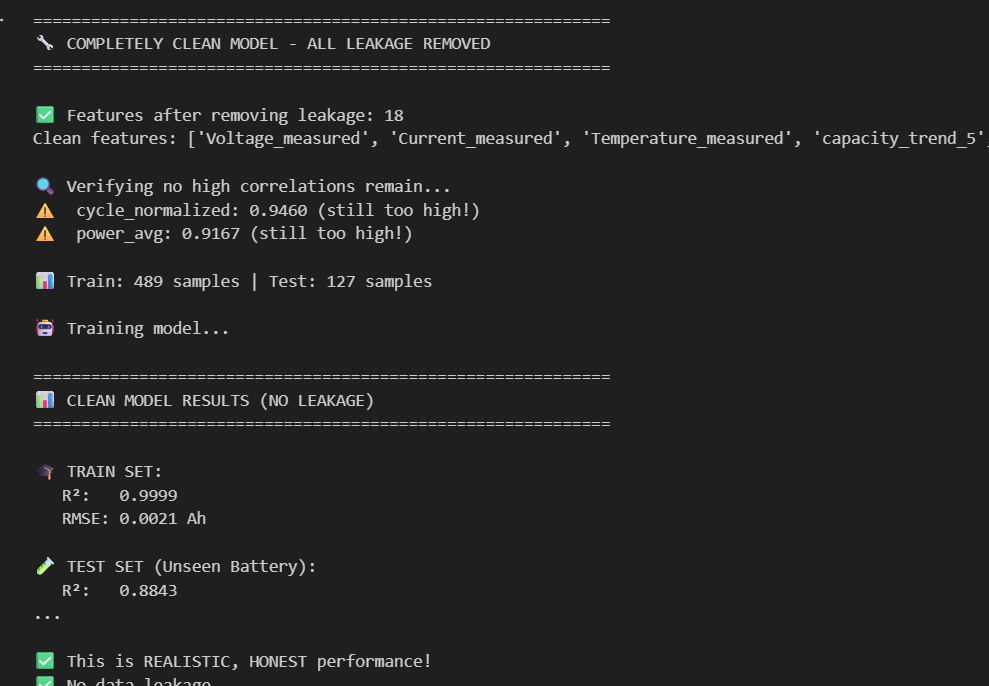 ============================================================
🔧 COMPLETELY CLEAN MODEL - ALL LEAKAGE REMOVED
============================================================
✅ Features after removing leakage: 18
Clean features: ['Voltage_measured', 'Current_measured', 'Temperature_measured', 'capacity_trend_5',
🔍 Verifying no high correlations remain...
⚠️ cycle_normalized: 0.9460 (still too high!)
⚠️ power_avg: 0.9167 (still too high!)
📊 Train: 489 samples | Test: 127 samples
🤖 Training model...
============================================================
📊 CLEAN MODEL RESULTS (NO LEAKAGE)
============================================================
🎓 TRAIN SET:
R²: 0.9999
RMSE: 0.0021 Ah
🧪 TEST SET (Unseen Battery):
R²: 0.8843
...
✅ This is REALISTIC, HONEST performance!
✅ No data leakage